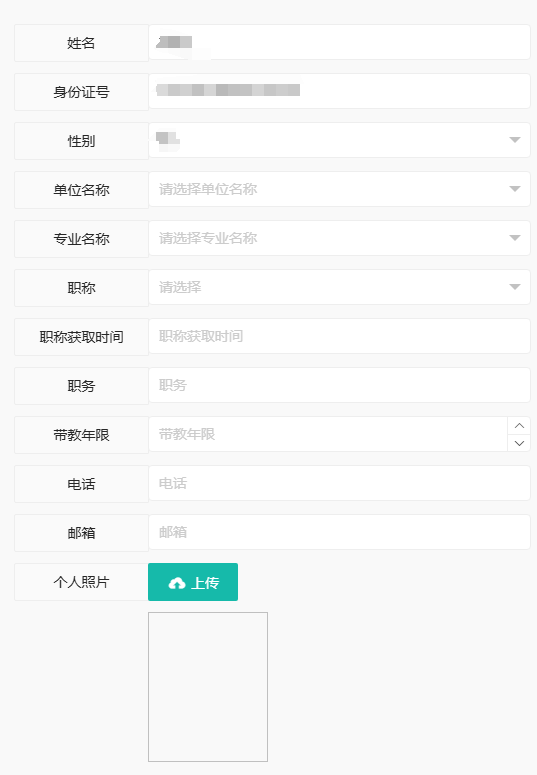 姓名
身份证号
性别
单位名称 请选择单位名称
专业名称 请选择专业名称
职称 请选择
职称获取时间 职称获取时间
职务 职务
带教年限 带教年限
电话 电话
邮箱 邮箱
个人照片 上传